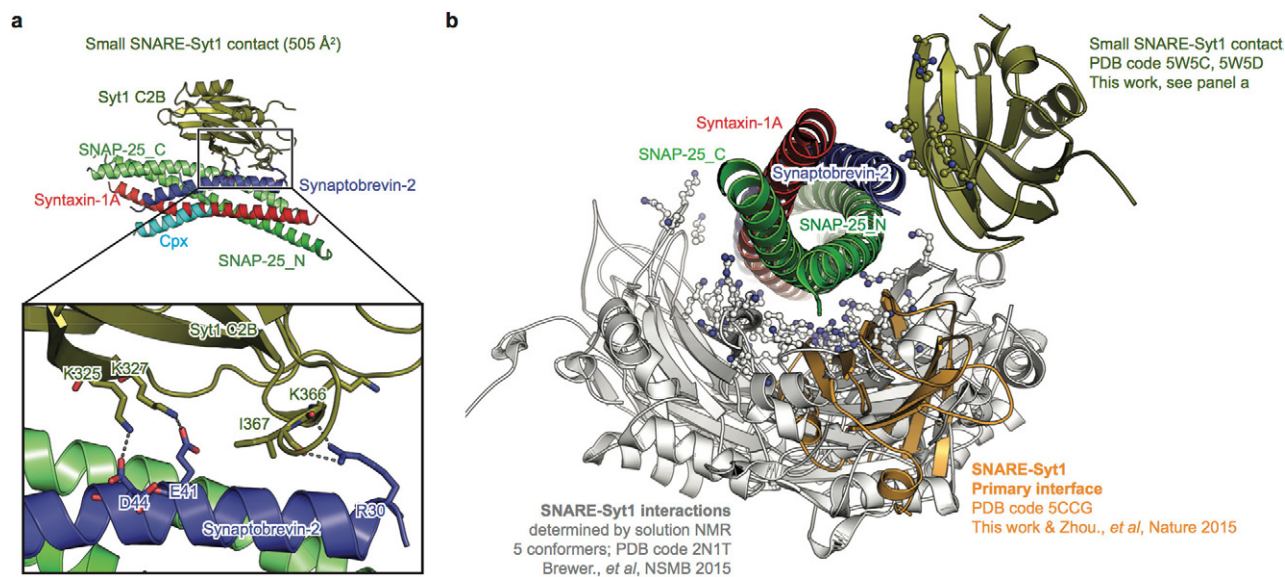 a
Small SNARE-Syt1 contact (505 Å²)
Syt1 C2B
SNAP-25_C
Syntaxin-1A
Synaptobrevin-2
Cpx
SNAP-25_N
Syt1 C2B
K325
K327
K366
I367
D44
E41
R30
Synaptobrevin-2
b
Small SNARE-Syt1 contact
PDB code 5W5C, 5W5D
This work, see panel a
Syntaxin-1A
SNAP-25_C
Synaptobrevin-2
SNAP-25_N
SNARE-Syt1 interactions
determined by solution NMR
5 conformers; PDB code 2N1T
Brewer., et al, NSMB 2015
SNARE-Syt1
Primary interface
PDB code 5CCG
This work & Zhou., et al, Nature 2015